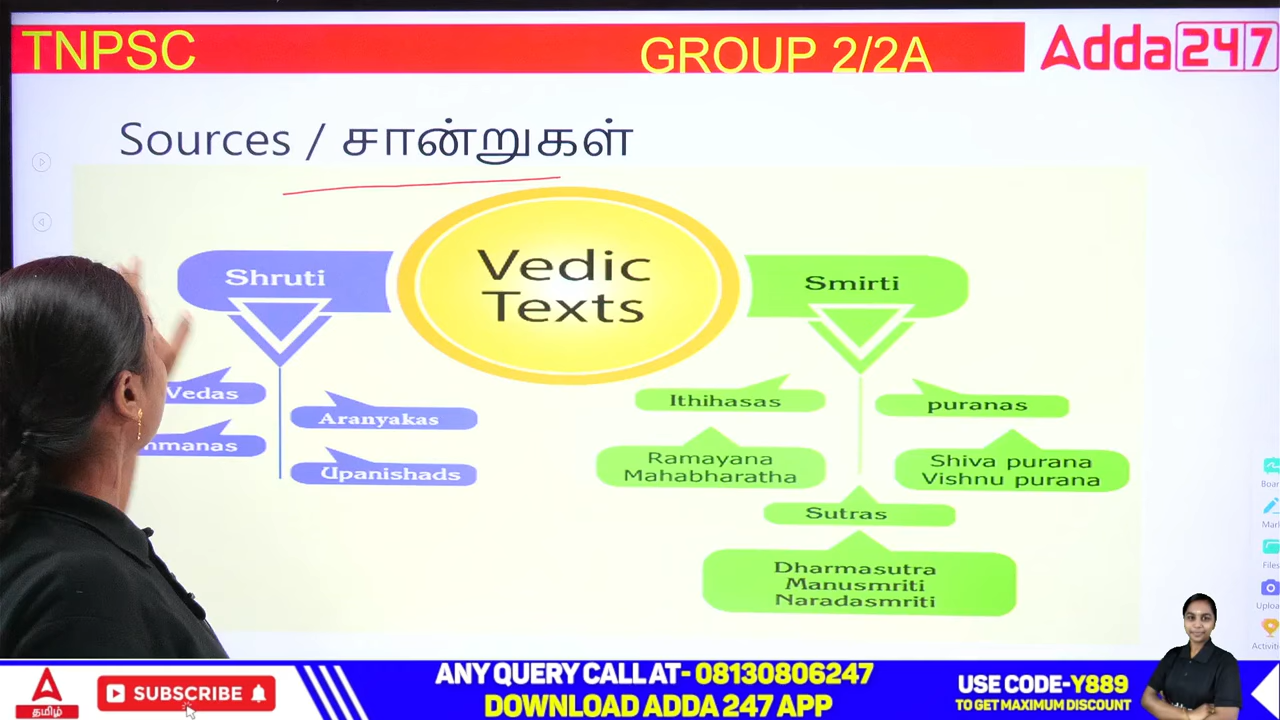 TNPSC
GROUP 2/2A
Adda247
Sources / சான்றுகள்
Vedic
Texts
Shruti
Smirti
Vedas
Aranyakas
Upanishads
Ithihasas
puranas
Ramayana
Mahabharatha
Shiva purana
Vishnu purana
Sutras
Dharmasutra
Manusmriti
Naradasmriti
Mark
Files
தமிழ்
SUBSCRIBE
ANY QUERY CALL AT- 08130806247
DOWNLOAD ADDA 247 APP
USE CODE-Y889
TO GET MAXIMUM DISCOUNT